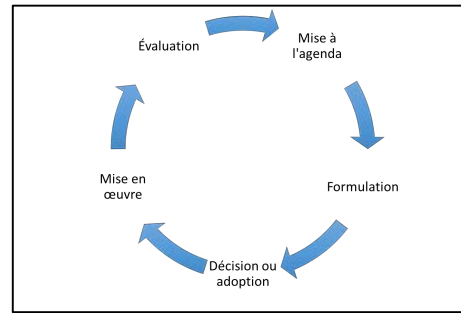 Mise à
l'agenda
Formulation
Décision ou
adoption
Mise en
œuvre
Évaluation